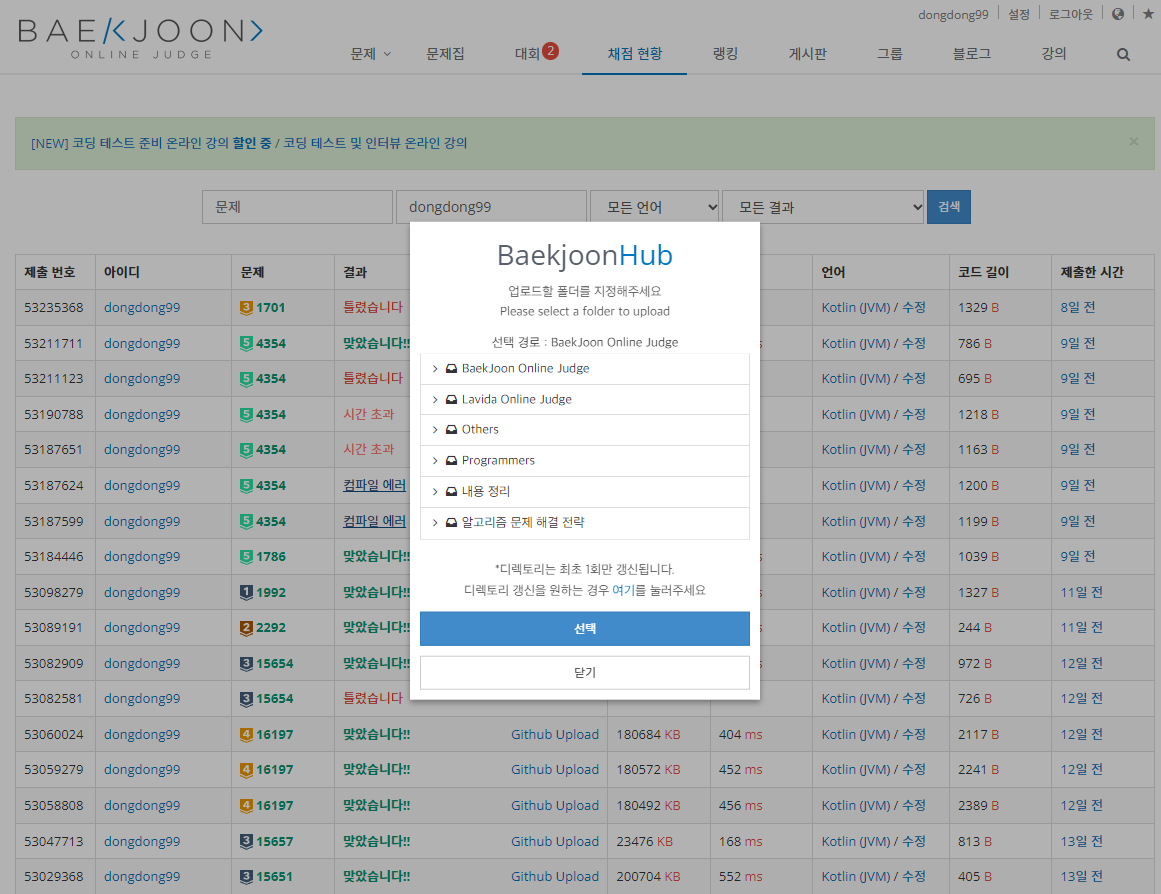 dongdong99 설정 로그아웃
BAEKJOON
ONLINE JUDGE
문제 문제집 대회 2 채점 현황 랭킹 게시판 그룹 블로그 강의
[NEW] 코딩 테스트 준비 온라인 강의 할인 중 / 코딩 테스트 및 인터뷰 온라인 강의 ×
문제 dongdong99 모든 언어 모든 결과 검색
BaekjoonHub
업로드할 폴더를 지정해주세요
Please select a folder to upload
선택 경로 : BaekJoon Online Judge
BaekJoon Online Judge
Lavida Online Judge
Others
Programmers
내용 정리
알고리즘 문제 해결 전략
*디렉토리는 최초 1회만 갱신됩니다.
디렉토리 갱신을 원하는 경우 여기를 눌러주세요
선택
닫기
제출 번호 아이디 문제 결과 언어 코드 길이 제출한 시간
53235368 dongdong99 3 1701 틀렸습니다 Kotlin (JVM) / 수정 1329 B 8일 전
53211711 dongdong99 5 4354 맞았습니다!! Kotlin (JVM) / 수정 786 B 9일 전
53211123 dongdong99 5 4354 틀렸습니다 Kotlin (JVM) / 수정 695 B 9일 전
53190788 dongdong99 5 4354 시간 초과 Kotlin (JVM) / 수정 1218 B 9일 전
53187651 dongdong99 5 4354 시간 초과 Kotlin (JVM) / 수정 1163 B 9일 전
53187624 dongdong99 5 4354 컴파일 에러 Kotlin (JVM) / 수정 1200 B 9일 전
53187599 dongdong99 5 4354 컴파일 에러 Kotlin (JVM) / 수정 1199 B 9일 전
53184446 dongdong99 5 1786 맞았습니다!! Kotlin (JVM) / 수정 1039 B 9일 전
53098279 dongdong99 1 1992 맞았습니다!! Kotlin (JVM) / 수정 1327 B 11일 전
53089191 dongdong99 2 2292 맞았습니다!! Kotlin (JVM) / 수정 244 B 11일 전
53082909 dongdong99 3 15654 맞았습니다!! Kotlin (JVM) / 수정 972 B 12일 전
53082581 dongdong99 3 15654 틀렸습니다 Kotlin (JVM) / 수정 726 B 12일 전
53060024 dongdong99 4 16197 맞았습니다!! Github Upload 180684 KB 404 ms Kotlin (JVM) / 수정 2117 B 12일 전
53059279 dongdong99 4 16197 맞았습니다!! Github Upload 180572 KB 452 ms Kotlin (JVM) / 수정 2241 B 12일 전
53058808 dongdong99 4 16197 맞았습니다!! Github Upload 180492 KB 456 ms Kotlin (JVM) / 수정 2389 B 12일 전
53047713 dongdong99 3 15657 맞았습니다!! Github Upload 23476 KB 168 ms Kotlin (JVM) / 수정 813 B 13일 전
53029368 dongdong99 3 15651 맞았습니다!! Github Upload 200704 KB 552 ms Kotlin (JVM) / 수정 405 B 13일 전